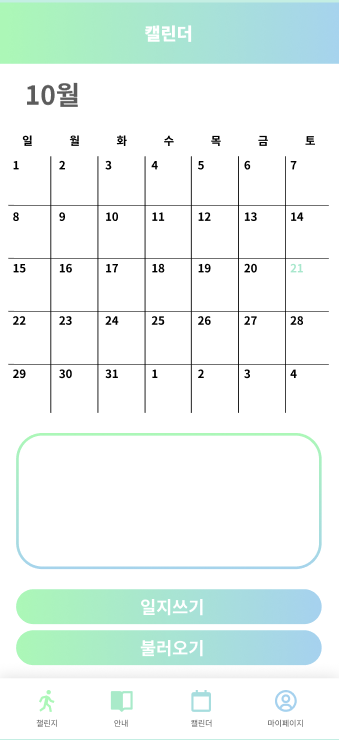 캘린더
10월
일 월 화 수 목 금 토
1 2 3 4 5 6 7
8 9 10 11 12 13 14
15 16 17 18 19 20 21
22 23 24 25 26 27 28
29 30 31 1 2 3 4
일지쓰기
불러오기
챌린지 안내 캘린더 마이페이지